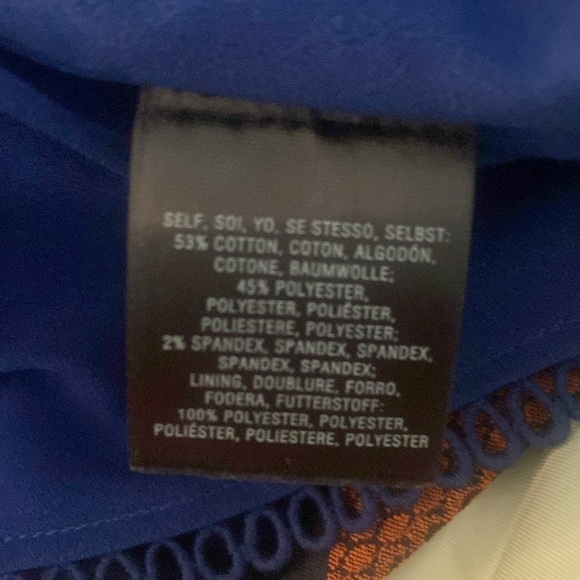 SELF, SOI, YO, SE STESSO, SELBST:
53% COTTON, COTON, ALGODÓN,
COTONE, BAUMWOLLE;
45% POLYESTER,
POLYESTER, POLIÉSTER,
POLIESTERE, POLYESTER;
2% SPANDEX, SPANDEX, SPANDEX,
SPANDEX, SPANDEX;
LINING, DOUBLURE, FORRO,
FODERA, FUTTERSTOFF:
100% POLYESTER, POLYESTER,
POLIÉSTER, POLIESTERE, POLYESTER